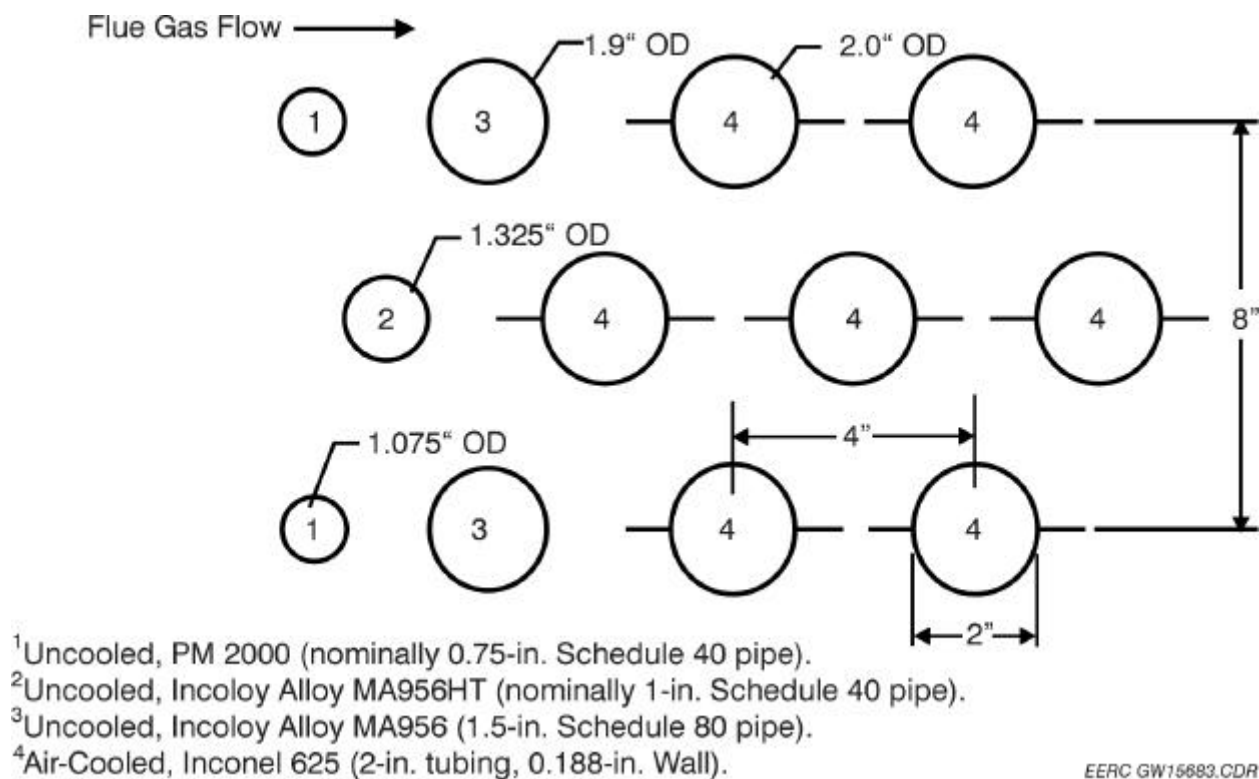 Flue Gas Flow
1.9“ OD
2.0“ OD
1
3
4
4
1.325“ OD
2
4
4
4
8”
4”
1.075“ OD
1
3
4
4
2”
¹Uncooled, PM 2000 (nominally 0.75-in. Schedule 40 pipe).
²Uncooled, Incoloy Alloy MA956HT (nominally 1-in. Schedule 40 pipe).
³Uncooled, Incoloy Alloy MA956 (1.5-in. Schedule 80 pipe).
⁴Air-Cooled, Inconel 625 (2-in. tubing, 0.188-in. Wall).
EERC GW15683.CDR